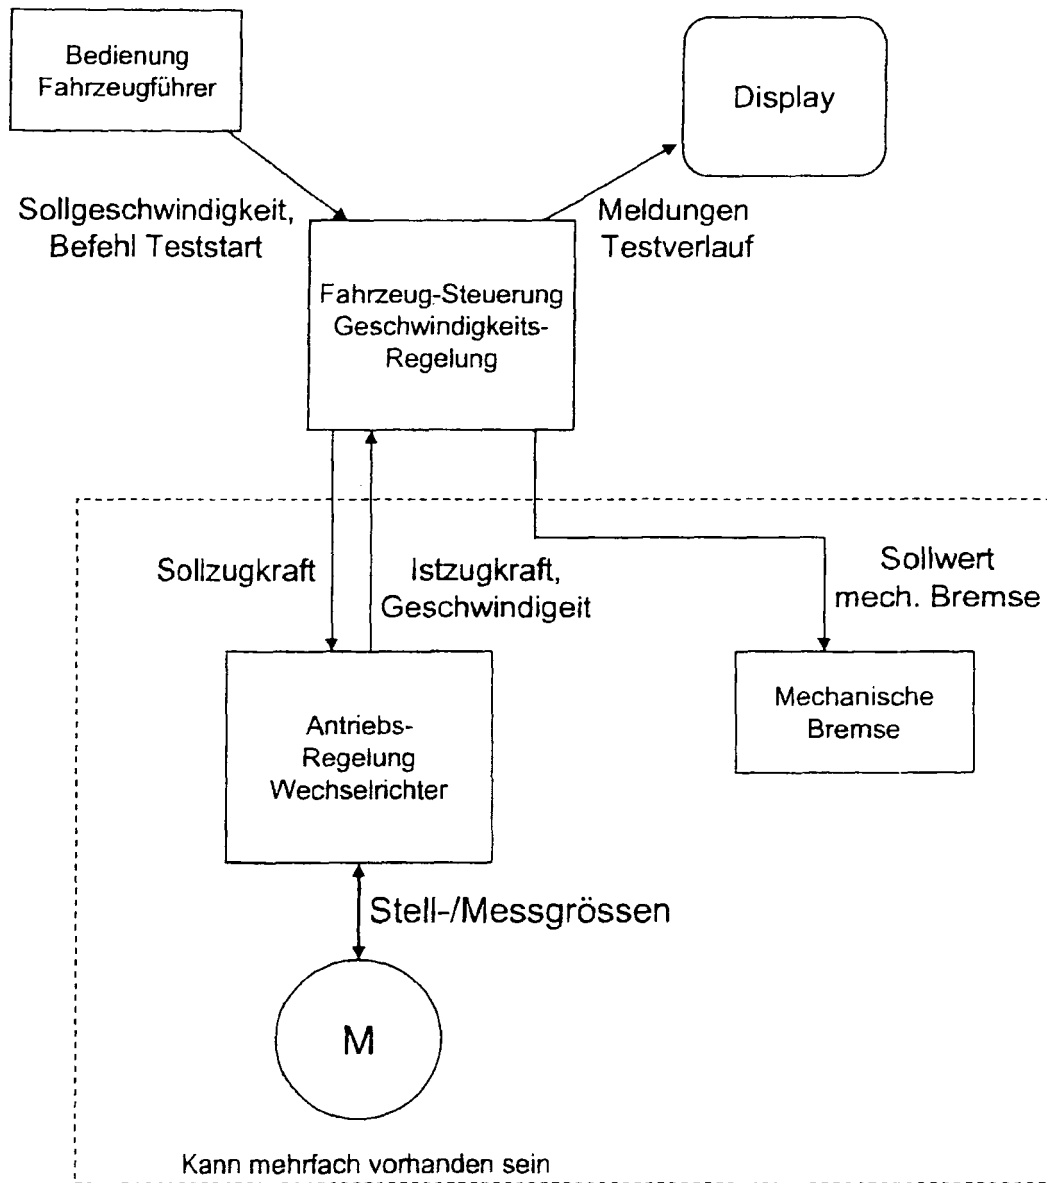 Bedienung
Fahrzeugführer
Display
Sollgeschwindigkeit,
Befehl Teststart
Meldungen
Testverlauf
Fahrzeug-Steuerung
Geschwindigkeits-
Regelung
Sollzugkraft
Istzugkraft,
Geschwindigeit
Sollwert
mech. Bremse
Antriebs-
Regelung
Wechselrichter
Mechanische
Bremse
Stell-/Messgrössen
M
Kann mehrfach vorhanden sein